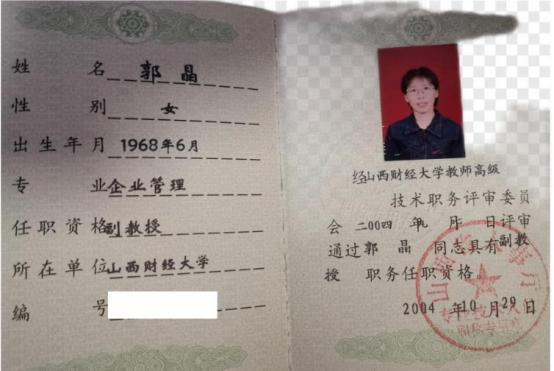 姓 名 郭 晶
性 别 女
出生年月 1968年6月
专 业 企业管理
任职资格 副教授
所在单位 山西财经大学
编 号
经山西财经大学教师高级
技术职务评审委员
会 二〇〇四 年 月 日评审
通过 郭 晶 同志具有 副教
授 职务任职资格。
2004 年10 月 29 日